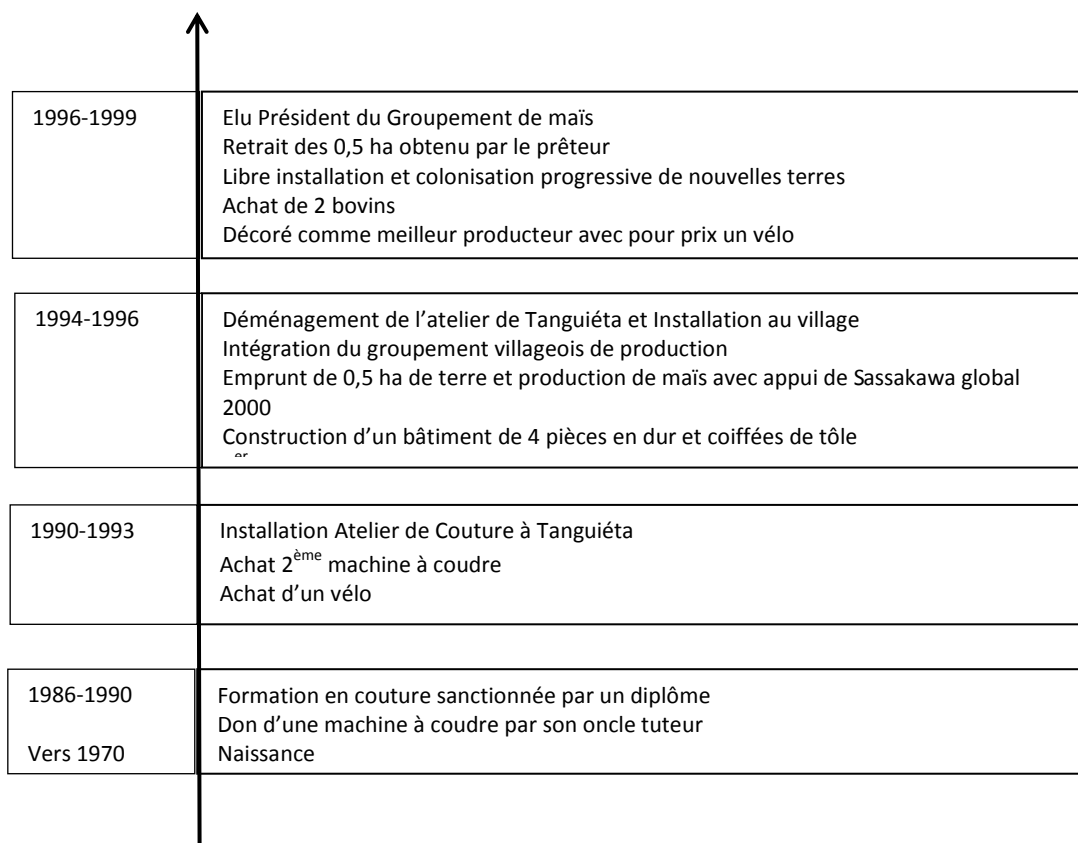 1996-1999
Elu Président du Groupement de maïs
Retrait des 0,5 ha obtenu par le prêteur
Libre installation et colonisation progressive de nouvelles terres
Achat de 2 bovins
Décoré comme meilleur producteur avec pour prix un vélo
1994-1996
Déménagement de l’atelier de Tanguiéta et Installation au village
Intégration du groupement villageois de production
Emprunt de 0,5 ha de terre et production de maïs avec appui de Sassakawa global
2000
Construction d’un bâtiment de 4 pièces en dur et coiffées de tôle
er
1990-1993
Installation Atelier de Couture à Tanguiéta
Achat 2ème machine à coudre
Achat d’un vélo
1986-1990
Formation en couture sanctionnée par un diplôme
Don d’une machine à coudre par son oncle tuteur
Vers 1970
Naissance